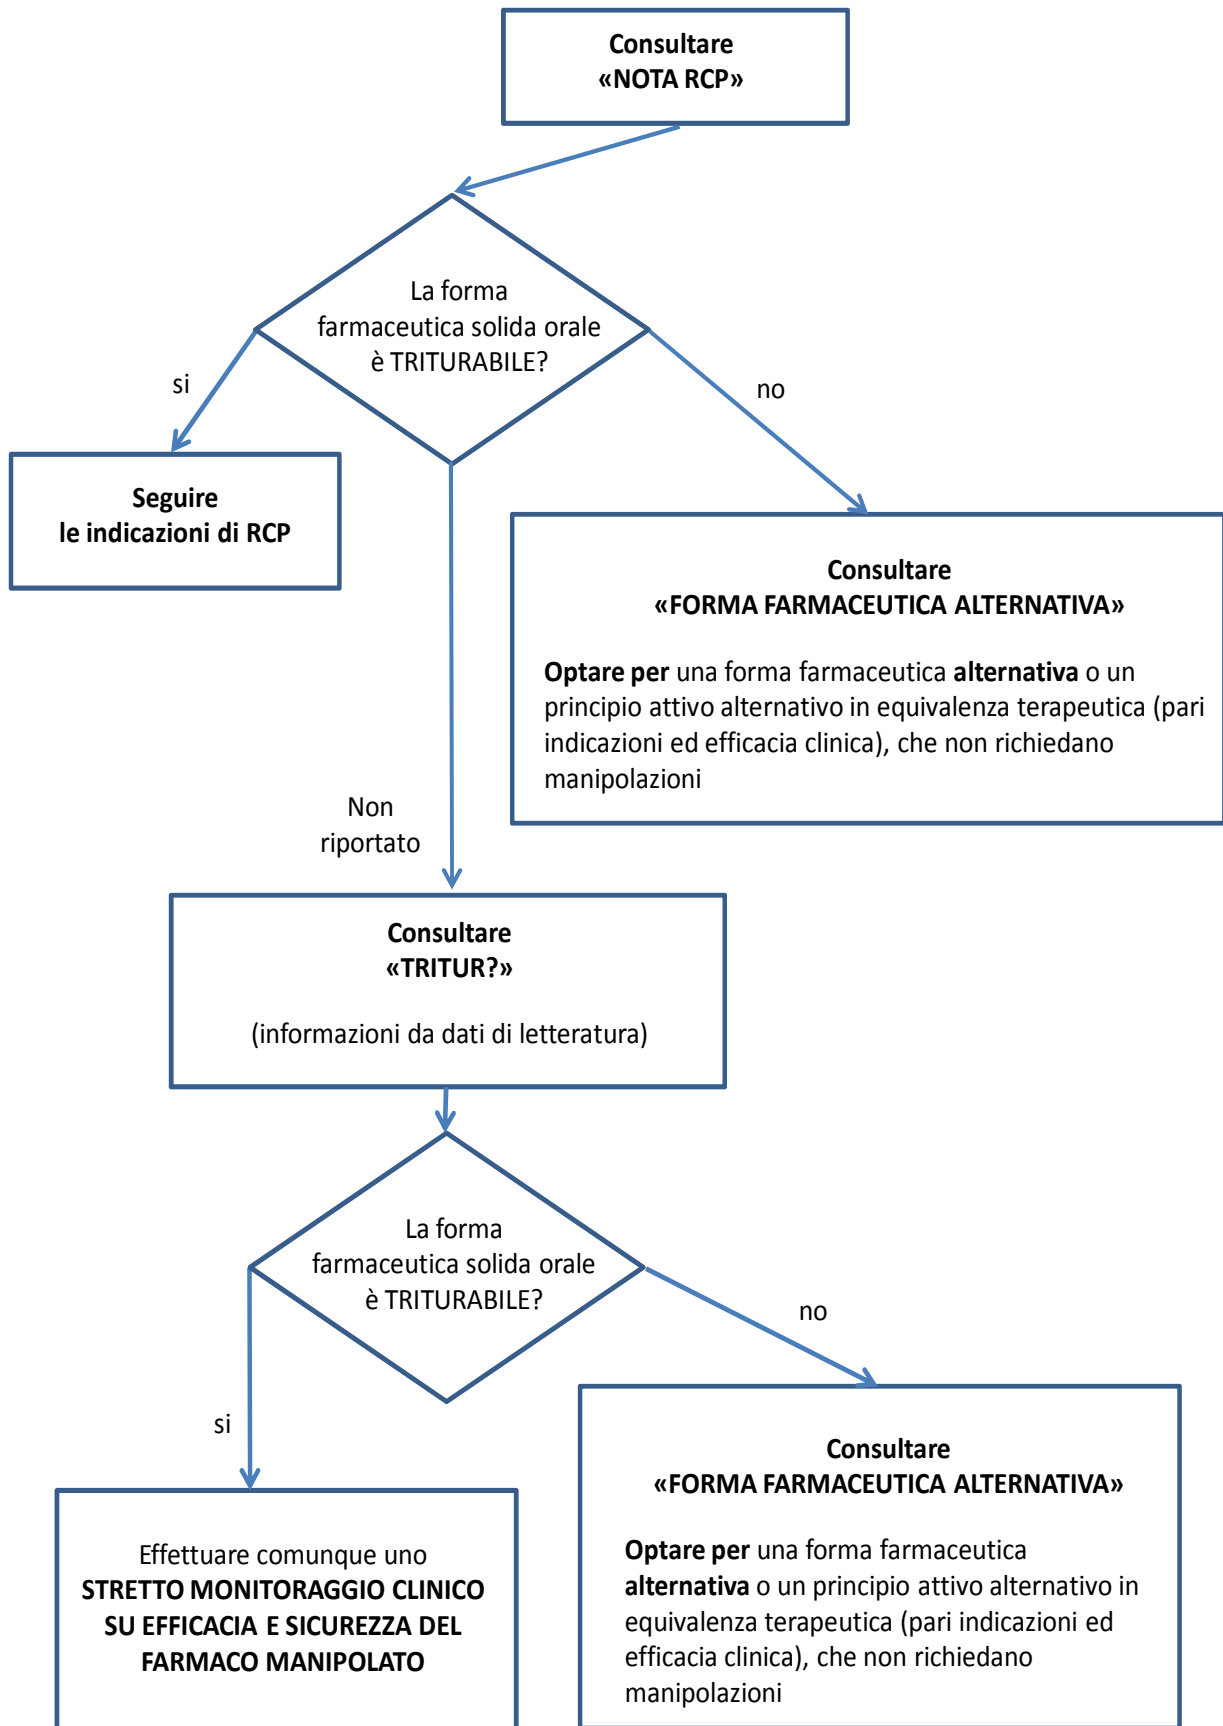 Consultare
«NOTA RCP»
La forma
farmaceutica solida orale
è TRITURABILE?
si
no
Seguire
le indicazioni di RCP
Consultare
«FORMA FARMACEUTICA ALTERNATIVA»
Optare per una forma farmaceutica alternativa o un
principio attivo alternativo in equivalenza terapeutica (pari
indicazioni ed efficacia clinica), che non richiedano
manipolazioni
Non
riportato
Consultare
«TRITUR?»
(informazioni da dati di letteratura)
La forma
farmaceutica solida orale
è TRITURABILE?
si
no
Effettuare comunque uno
STRETTO MONITORAGGIO CLINICO
SU EFFICACIA E SICUREZZA DEL
FARMACO MANIPOLATO
Consultare
«FORMA FARMACEUTICA ALTERNATIVA»
Optare per una forma farmaceutica
alternativa o un principio attivo alternativo in
equivalenza terapeutica (pari indicazioni ed
efficacia clinica), che non richiedano
manipolazioni